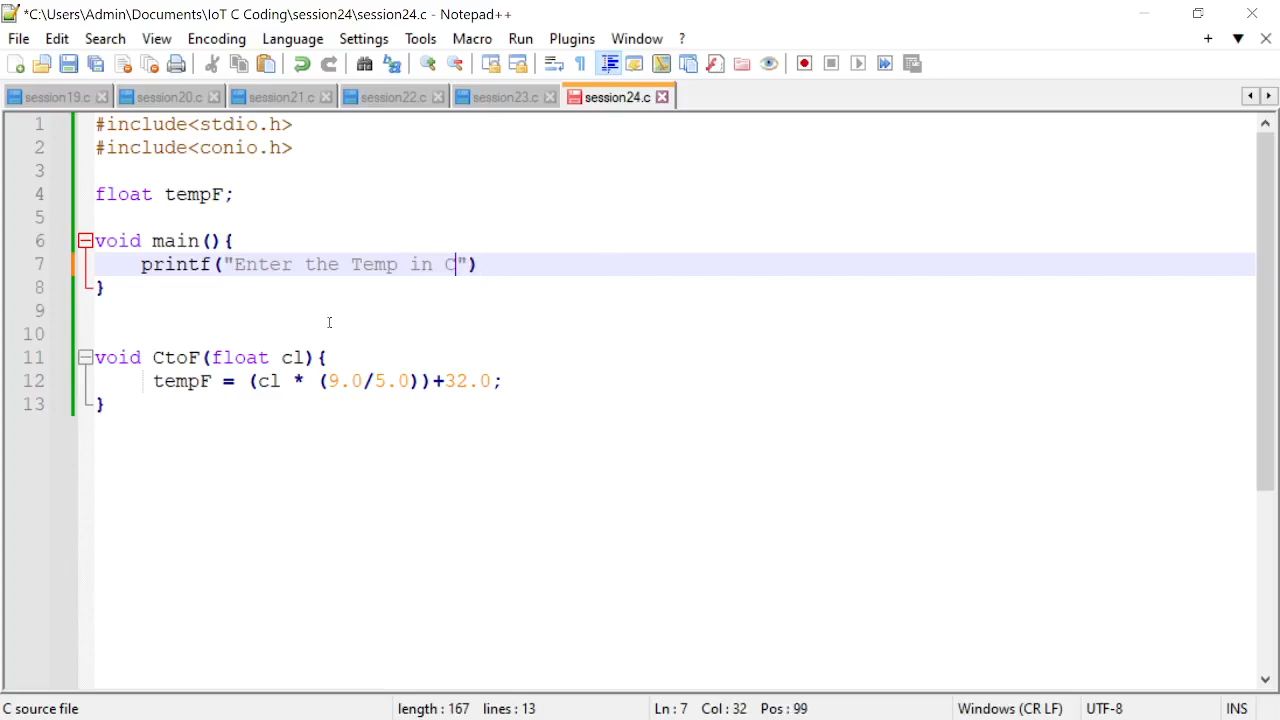 *C:\Users\Admin\Documents\IoT C Coding\session24\session24.c - Notepad++
File Edit Search View Encoding Language Settings Tools Macro Run Plugins Window ?
session19.c session20.c session21.c session22.c session23.c session24.c
1 #include<stdio.h>
2 #include<conio.h>
3
4 float tempF;
5
6 void main(){
7 printf("Enter the Temp in C")
8 }
9
10
11 void CtoF(float cl){
12 tempF = (cl * (9.0/5.0))+32.0;
13 }
C source file length : 167 lines : 13 Ln : 7 Col : 32 Pos : 99 Windows (CR LF) UTF-8 INS